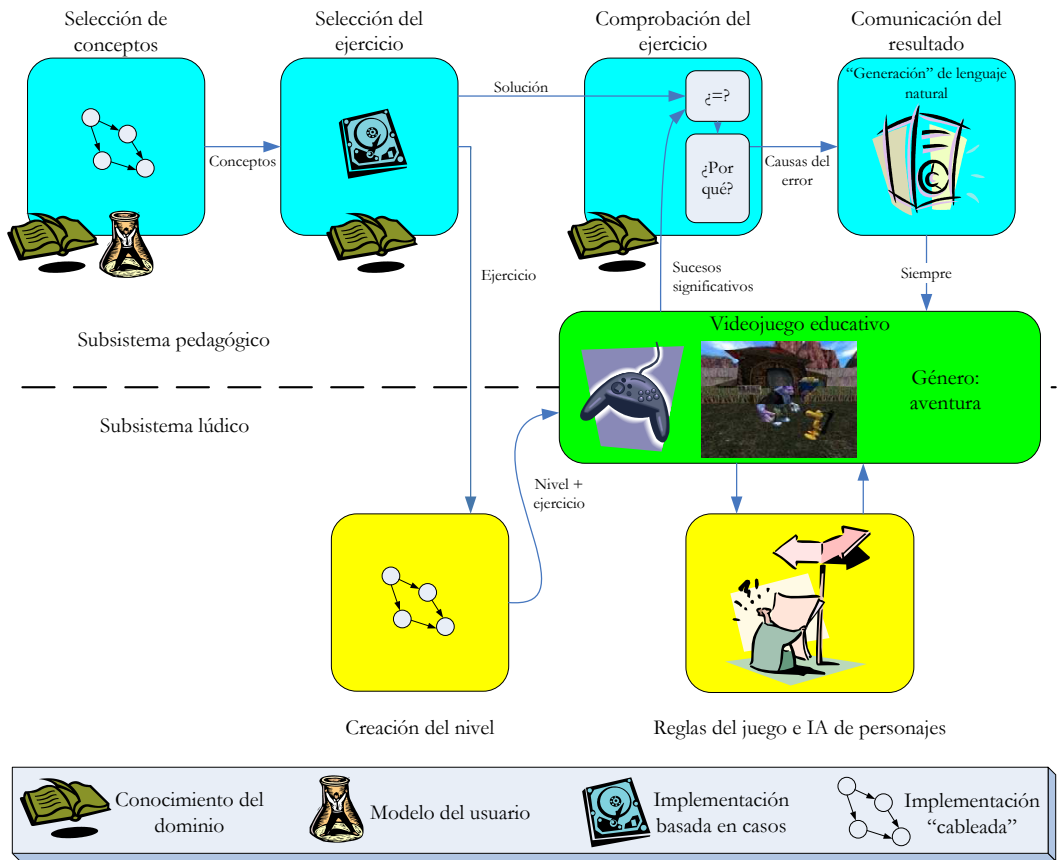 Selección de
conceptos
Selección del
ejercicio
Comprobación del
ejercicio
Comunicación del
resultado
“Generación” de lenguaje
natural
Solución
¿=?
Conceptos
¿Por
qué?
Causas del
error
Ejercicio
Sucesos
significativos
Siempre
Subsistema pedagógico
Videojuego educativo
Género:
aventura
Subsistema lúdico
Nivel +
ejercicio
Creación del nivel
Reglas del juego e IA de personajes
Conocimiento del
dominio
Modelo del usuario
Implementación
basada en casos
Implementación
“cableada”